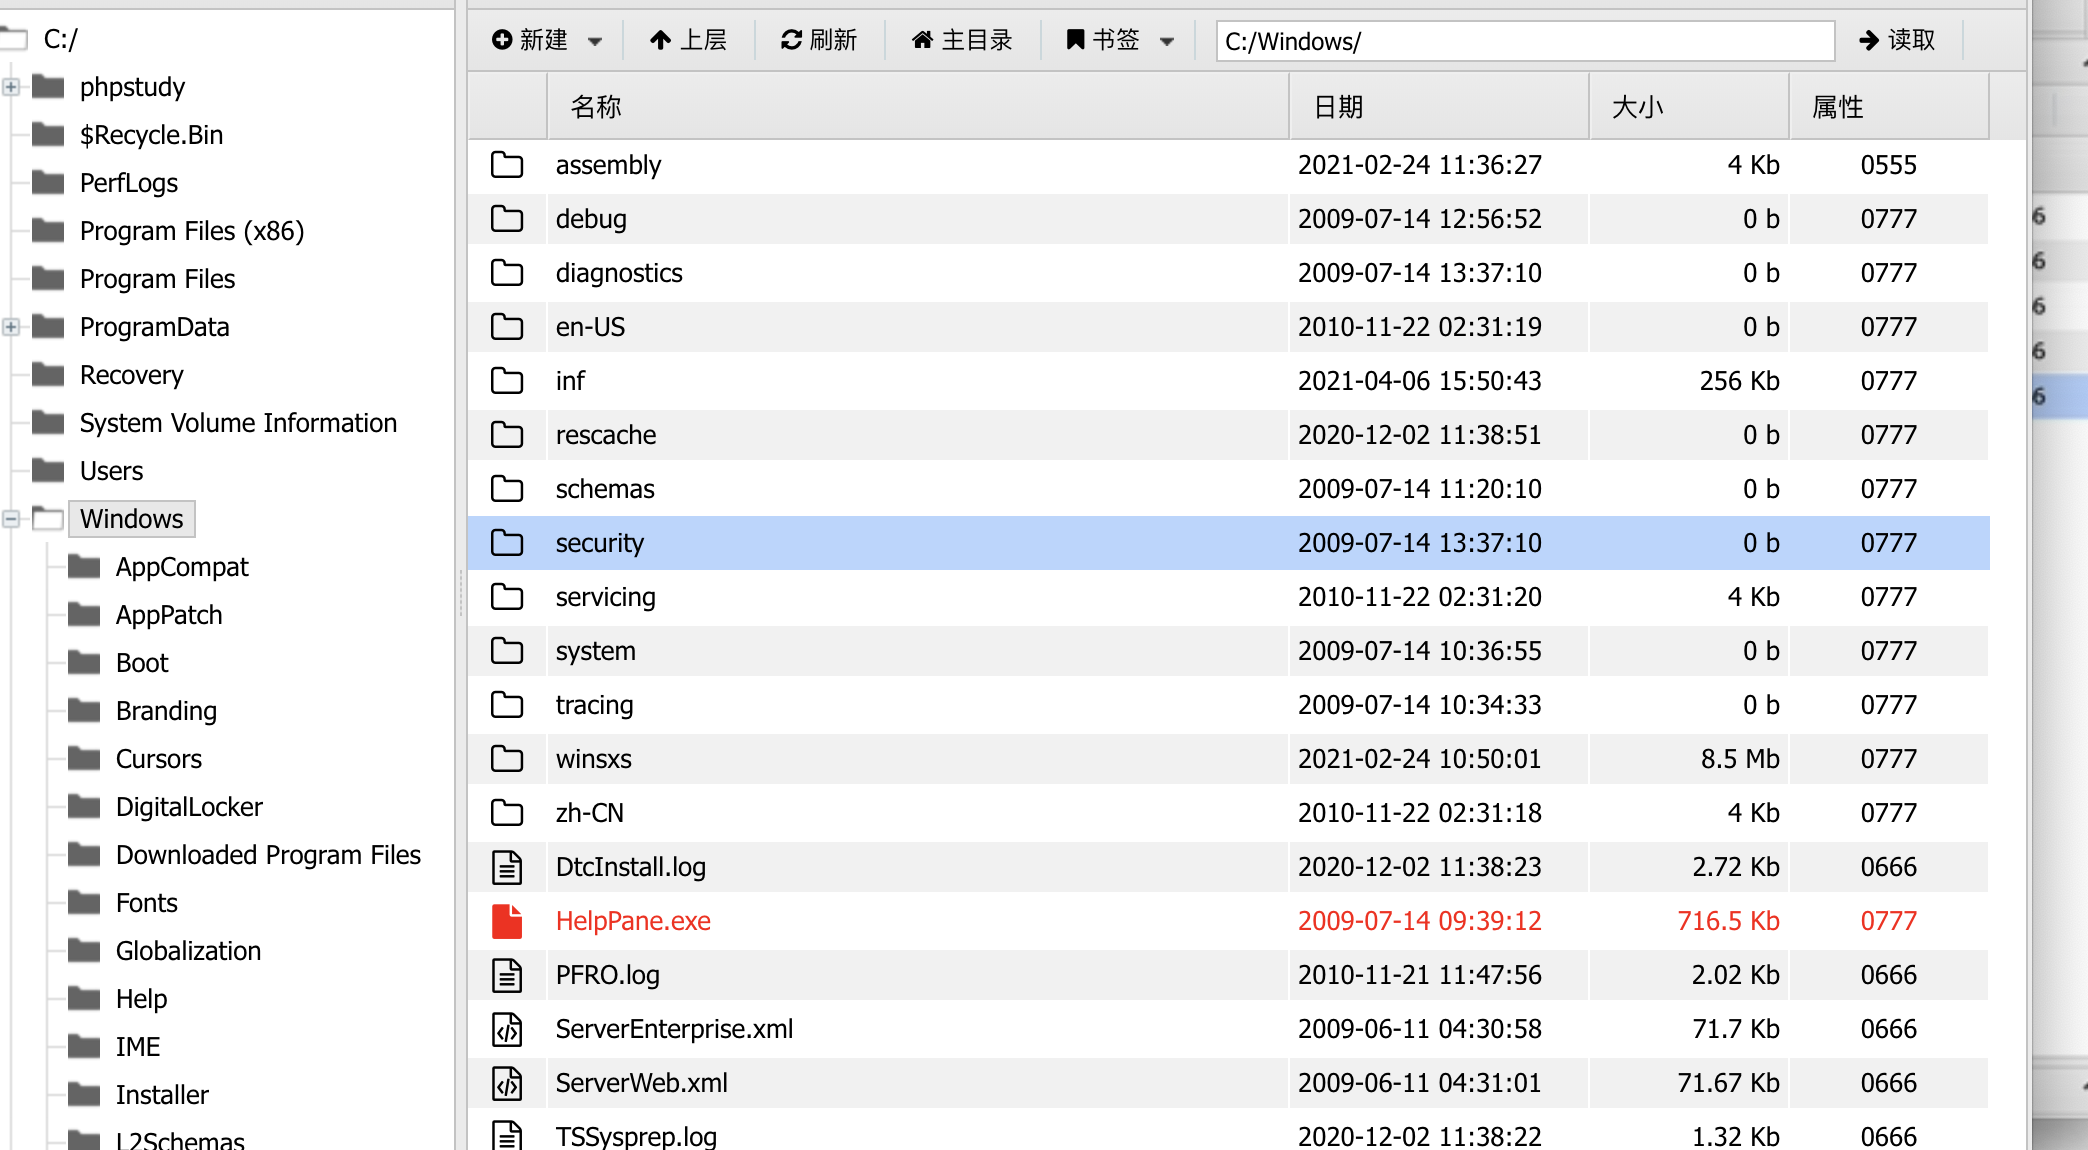 C:/
phpstudy
$Recycle.Bin
PerfLogs
Program Files (x86)
Program Files
ProgramData
Recovery
System Volume Information
Users
Windows
AppCompat
AppPatch
Boot
Branding
Cursors
DigitalLocker
Downloaded Program Files
Fonts
Globalization
Help
IME
Installer
L2Schemas
新建 上层 刷新 主目录 书签 C:/Windows/ 读取
名称 日期 大小 属性
assembly 2021-02-24 11:36:27 4 Kb 0555
debug 2009-07-14 12:56:52 0 b 0777
diagnostics 2009-07-14 13:37:10 0 b 0777
en-US 2010-11-22 02:31:19 0 b 0777
inf 2021-04-06 15:50:43 256 Kb 0777
rescache 2020-12-02 11:38:51 0 b 0777
schemas 2009-07-14 11:20:10 0 b 0777
security 2009-07-14 13:37:10 0 b 0777
servicing 2010-11-22 02:31:20 4 Kb 0777
system 2009-07-14 10:36:55 0 b 0777
tracing 2009-07-14 10:34:33 0 b 0777
winsxs 2021-02-24 10:50:01 8.5 Mb 0777
zh-CN 2010-11-22 02:31:18 4 Kb 0777
DtcInstall.log 2020-12-02 11:38:23 2.72 Kb 0666
HelpPane.exe 2009-07-14 09:39:12 716.5 Kb 0777
PFRO.log 2010-11-21 11:47:56 2.02 Kb 0666
ServerEnterprise.xml 2009-06-11 04:30:58 71.7 Kb 0666
ServerWeb.xml 2009-06-11 04:31:01 71.67 Kb 0666
TSSysprep.log 2020-12-02 11:38:22 1.32 Kb 0666
6
6
6
6
6